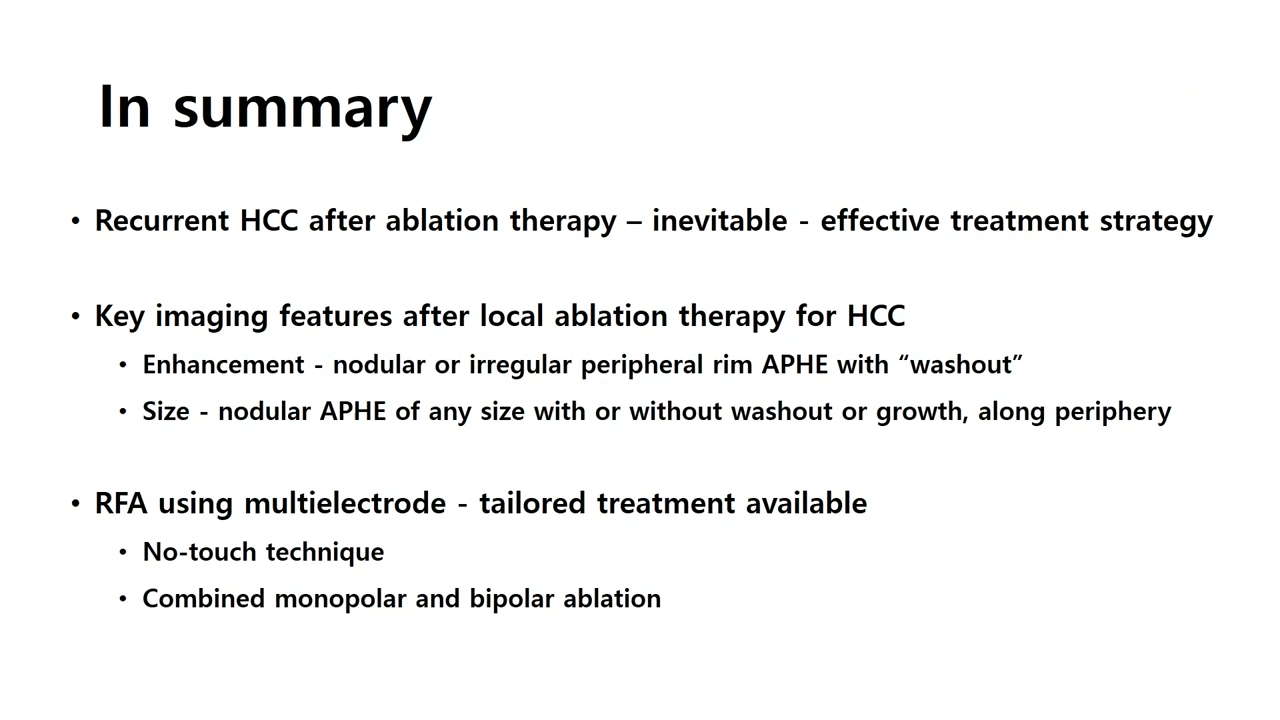 In summary
• Recurrent HCC after ablation therapy – inevitable - effective treatment strategy
• Key imaging features after local ablation therapy for HCC
• Enhancement - nodular or irregular peripheral rim APHE with “washout”
• Size - nodular APHE of any size with or without washout or growth, along periphery
• RFA using multielectrode - tailored treatment available
• No-touch technique
• Combined monopolar and bipolar ablation